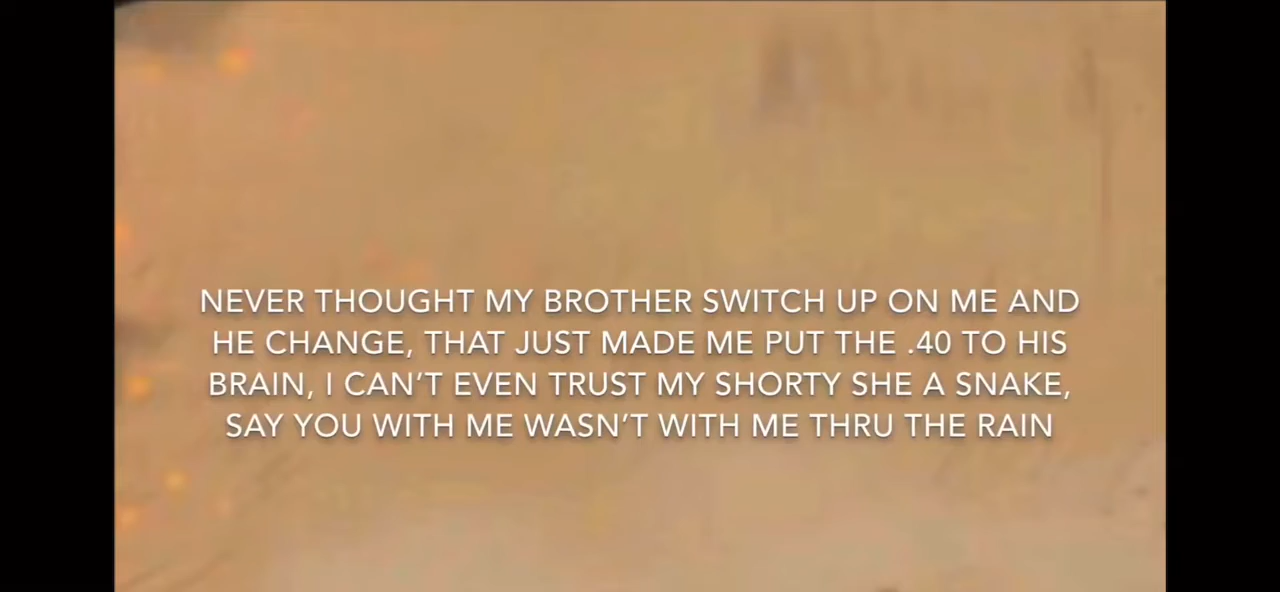 NEVER THOUGHT MY BROTHER SWITCH UP ON ME AND
HE CHANGE, THAT JUST MADE ME PUT THE .40 TO HIS
BRAIN, I CAN’T EVEN TRUST MY SHORTY SHE A SNAKE,
SAY YOU WITH ME WASN’T WITH ME THRU THE RAIN